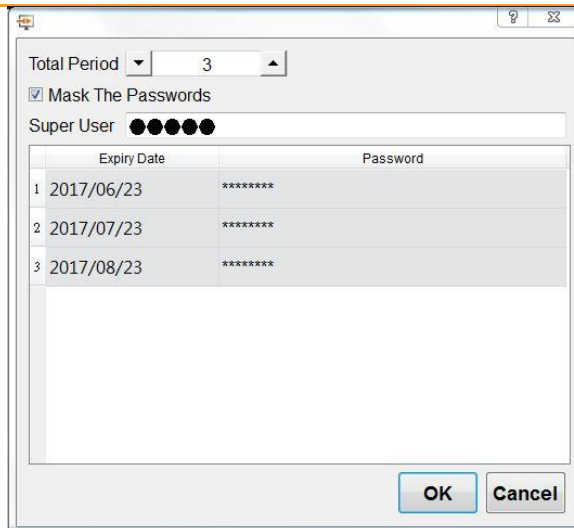 Total Period 3
Mask The Passwords
Super User ●●●●●
Expiry Date Password
1 2017/06/23 ********
2 2017/07/23 ********
3 2017/08/23 ********
OK Cancel